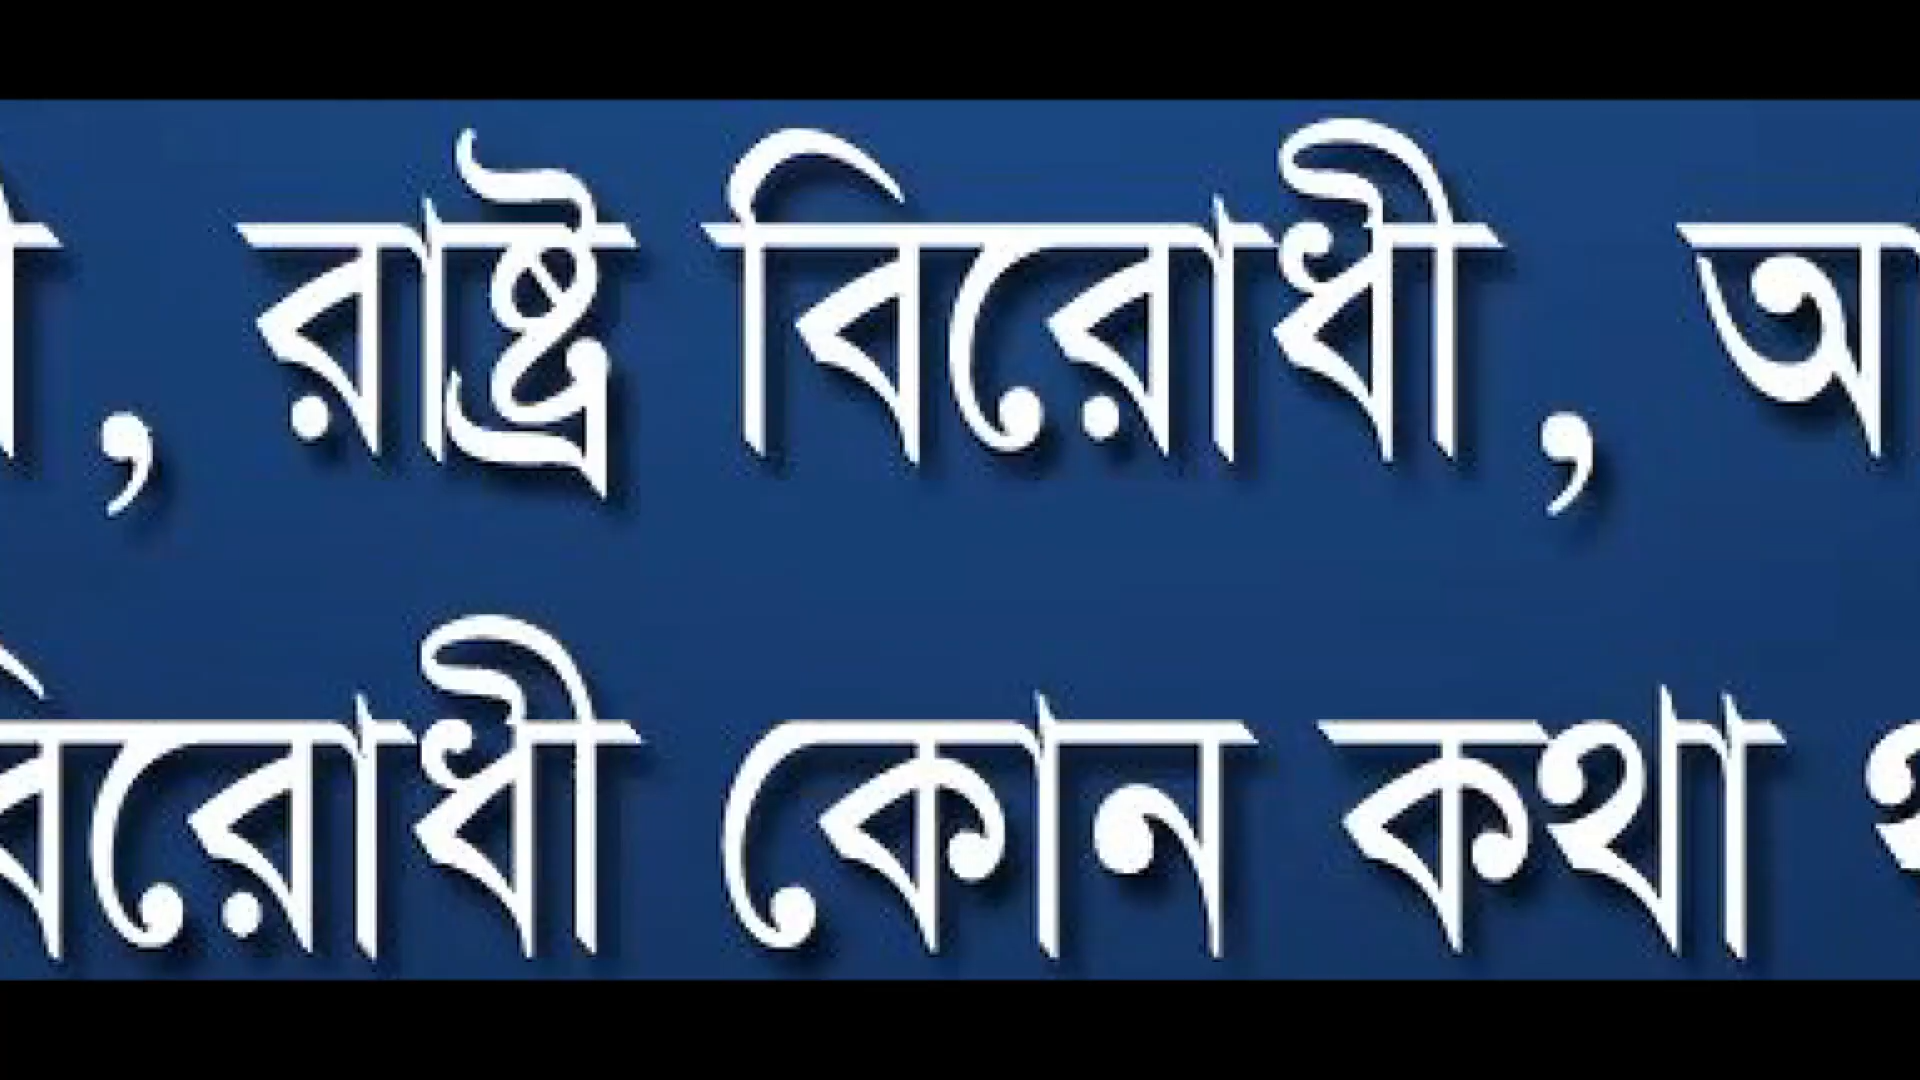 , রাষ্ট্র বিরোধী,
বিরোধী কোন কথা